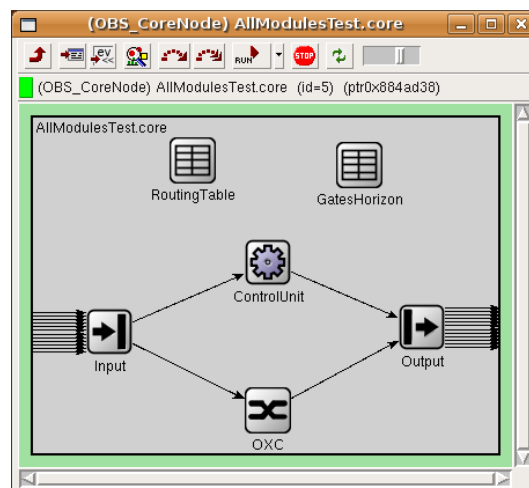 (OBS_CoreNode) AllModulesTest.core
ev
<<
RUN
STOP
(OBS_CoreNode) AllModulesTest.core (id=5) (ptr0x884ad38)
AllModulesTest.core
RoutingTable
GatesHorizon
ControlUnit
Input
Output
OXC